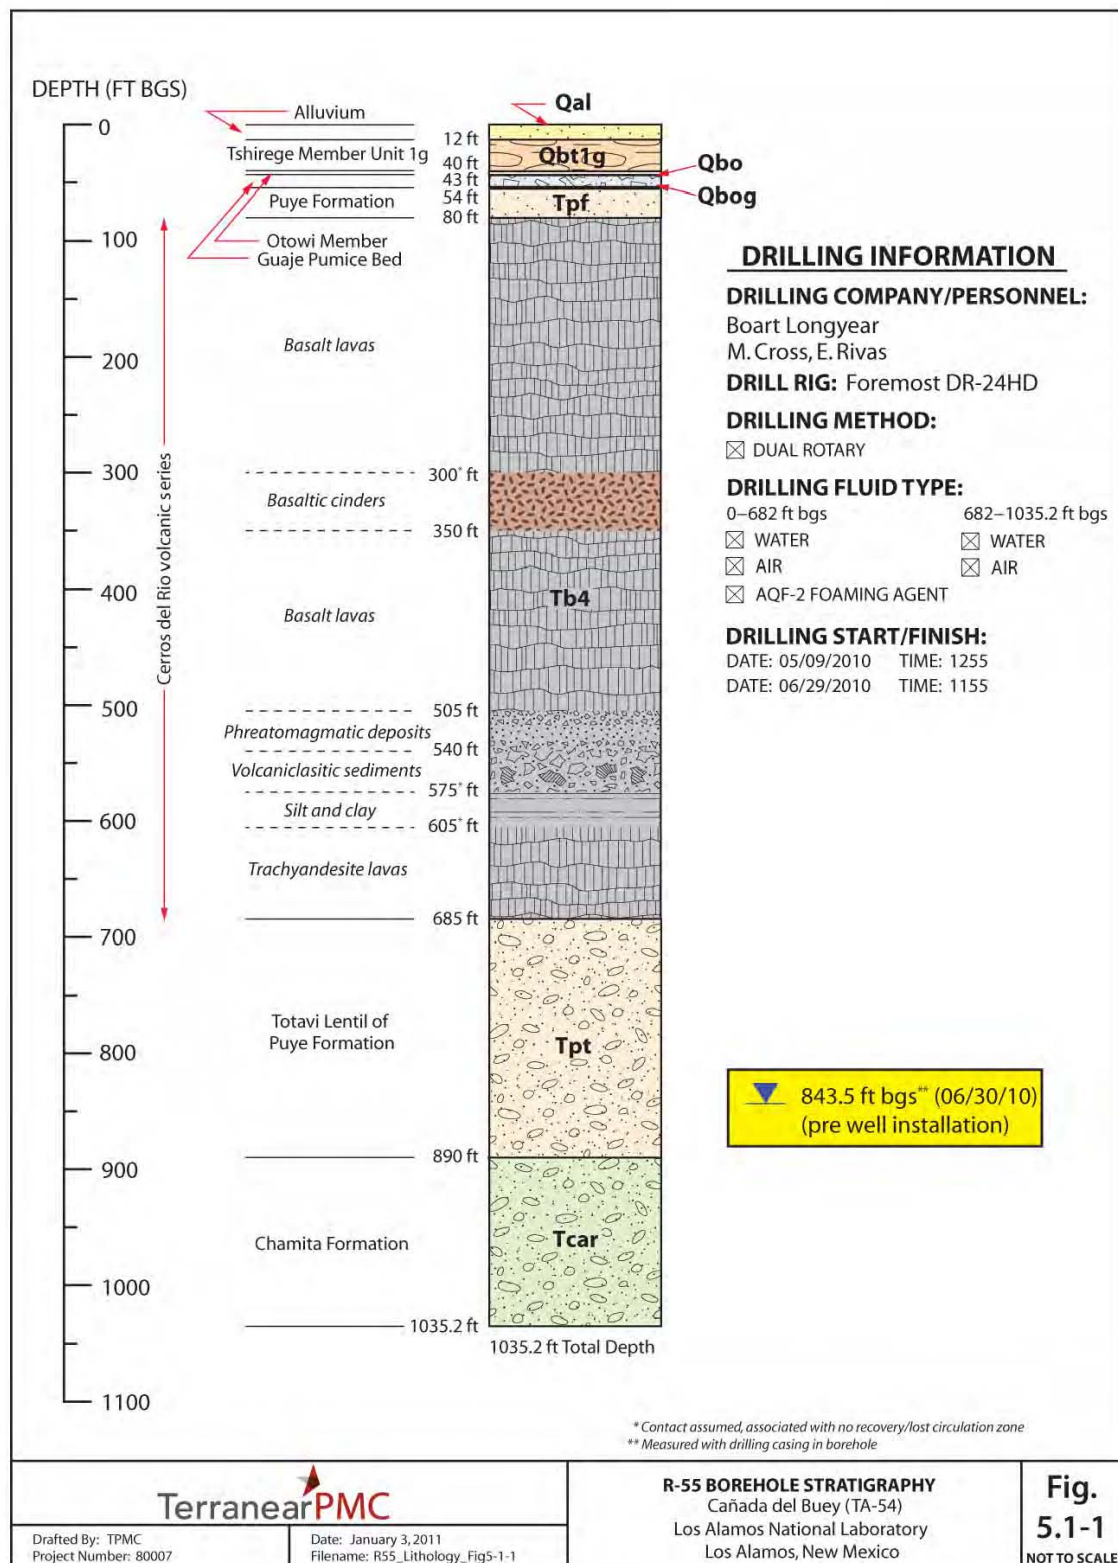 DEPTH (FT BGS)
0
100
200
300
400
500
600
700
800
900
1000
1100
Cerros del Rio volcanic series
Alluvium
Tshirege Member Unit 1g
Puye Formation
Otowi Member
Guaje Pumice Bed
Basalt lavas
Basaltic cinders
Basalt lavas
Phreatomagmatic deposits
Volcaniclasitic sediments
Silt and clay
Trachyandesite lavas
Totavi Lentil of
Puye Formation
Chamita Formation
12 ft
40 ft
43 ft
54 ft
80 ft
300* ft
350 ft
505 ft
540 ft
575* ft
605* ft
685 ft
890 ft
1035.2 ft
Qal
Qbt1g
Qbo
Qbog
Tpf
Tb4
Tpt
Tcar
1035.2 ft Total Depth
DRILLING INFORMATION
DRILLING COMPANY/PERSONNEL:
Boart Longyear
M. Cross, E. Rivas
DRILL RIG: Foremost DR-24HD
DRILLING METHOD:
☒ DUAL ROTARY
DRILLING FLUID TYPE:
0–682 ft bgs 682–1035.2 ft bgs
☒ WATER ☒ WATER
☒ AIR ☒ AIR
☒ AQF-2 FOAMING AGENT
DRILLING START/FINISH:
DATE: 05/09/2010 TIME: 1255
DATE: 06/29/2010 TIME: 1155
843.5 ft bgs** (06/30/10)
(pre well installation)
* Contact assumed, associated with no recovery/lost circulation zone
** Measured with drilling casing in borehole
TerranearPMC
Drafted By: TPMC
Project Number: 80007
Date: January 3, 2011
Filename: R55_Lithology_Fig5-1-1
R-55 BOREHOLE STRATIGRAPHY
Cañada del Buey (TA-54)
Los Alamos National Laboratory
Los Alamos, New Mexico
Fig.
5.1-1
NOT TO SCALE